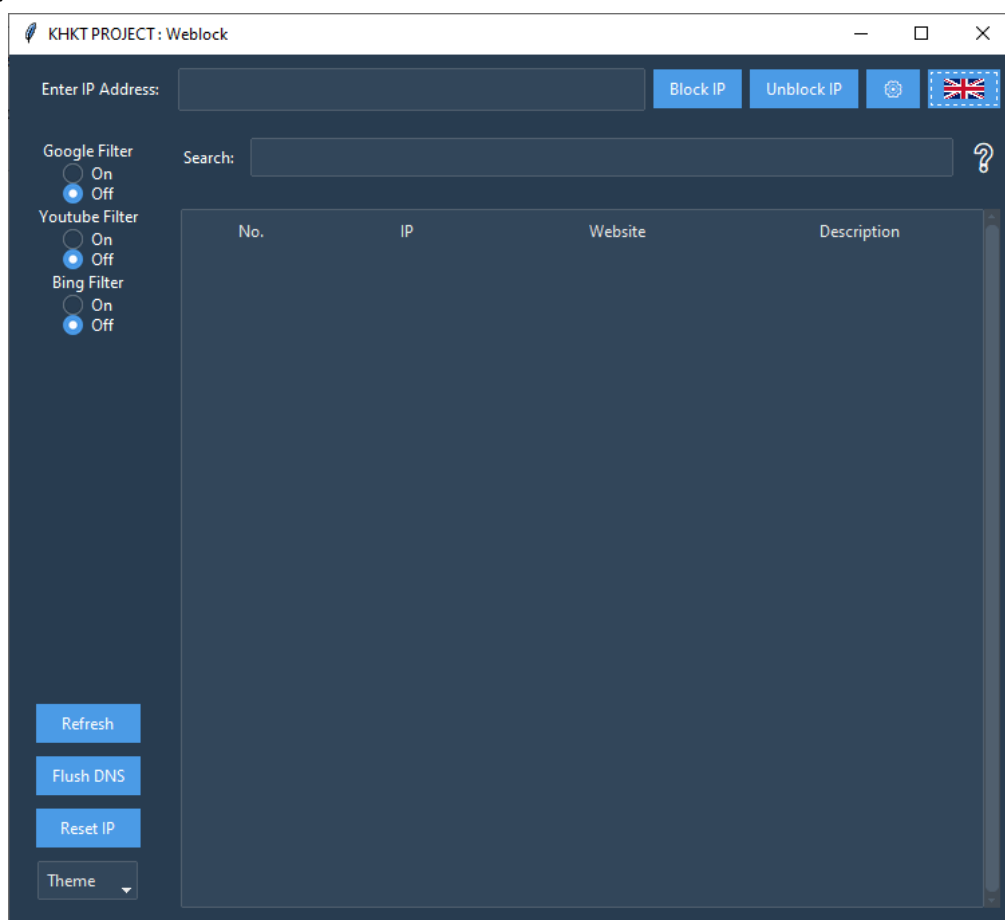 KHKT PROJECT : Weblock
Enter IP Address:
Block IP
Unblock IP
Google Filter
On
Off
Search:
Youtube Filter
On
Off
Bing Filter
On
Off
No.
IP
Website
Description
Refresh
Flush DNS
Reset IP
Theme